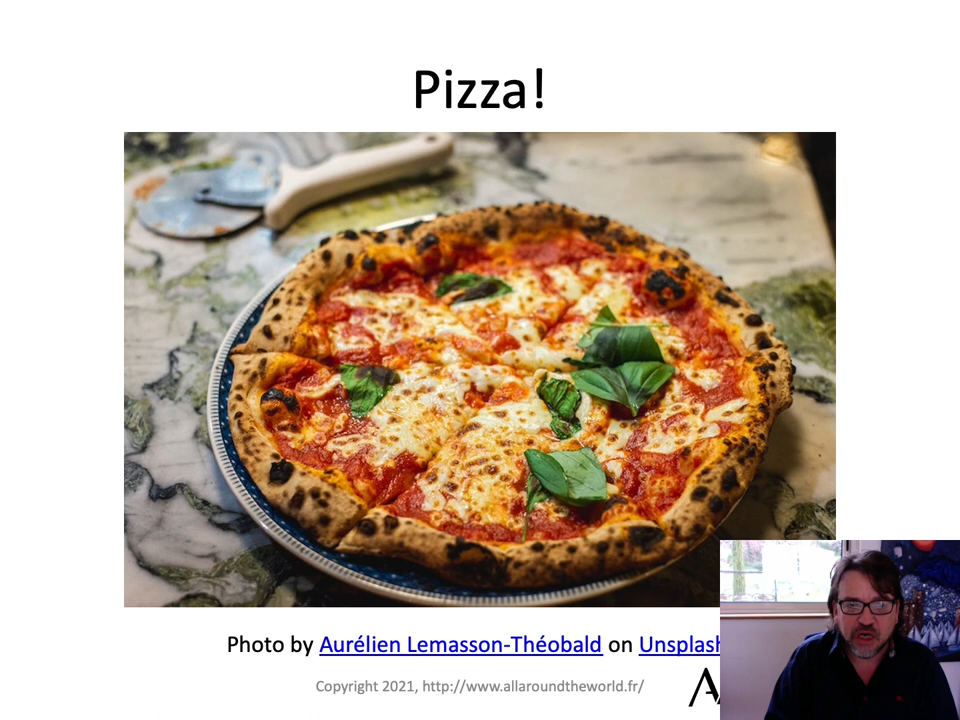 Pizza!
Photo by Aurélien Lemasson-Théobald on Unsplash
Copyright 2021, http://www.allaroundtheworld.fr/